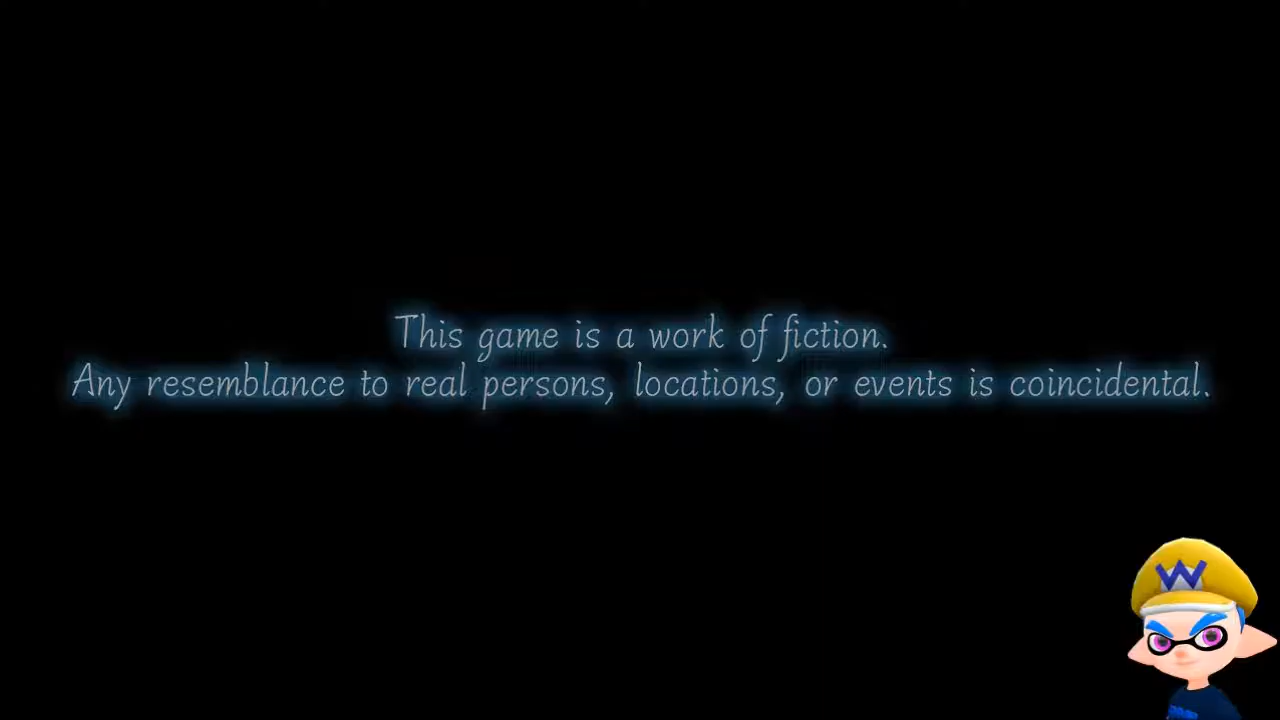 This game is a work of fiction.
Any resemblance to real persons, locations, or events is coincidental.
W